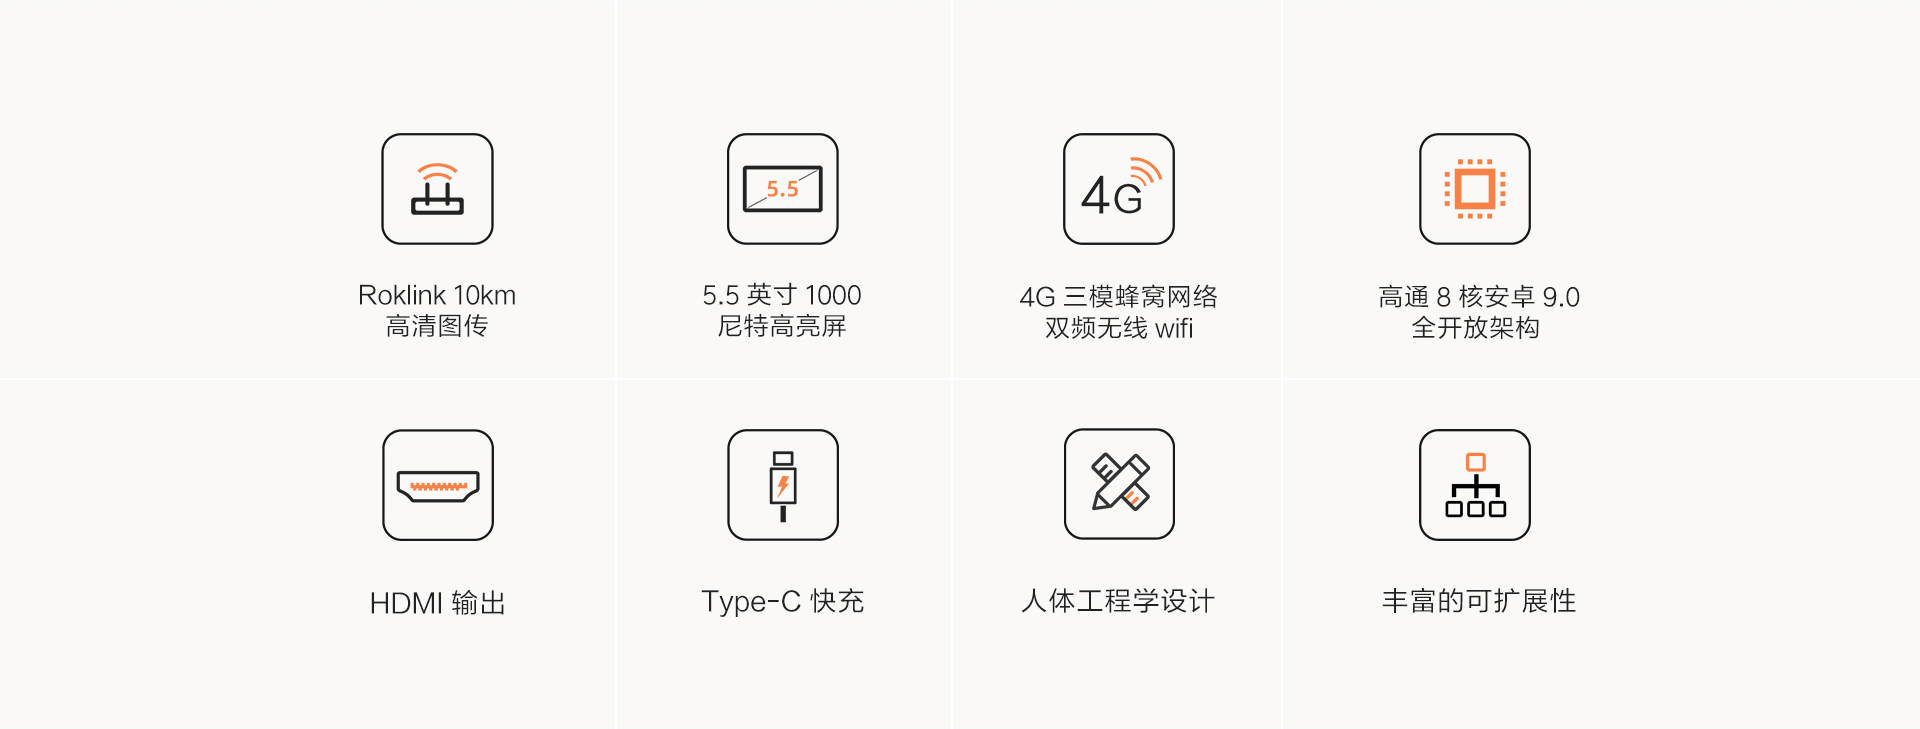 5.5
4G
Roklink 10km
高清图传
5.5 英寸 1000
尼特高亮屏
4G 三模蜂窝网络
双频无线 wifi
高通 8 核安卓 9.0
全开放架构
HDMI 输出
Type-C 快充
人体工程学设计
丰富的可扩展性